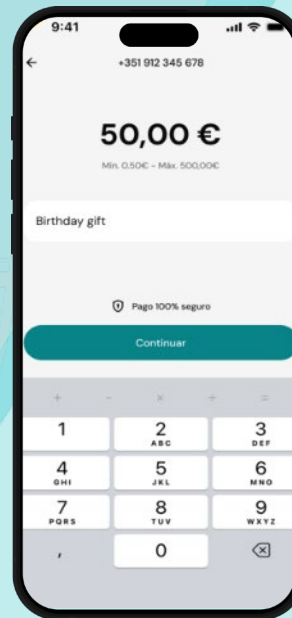 9:41
+351 912 345 678
50,00 €
Min. 0.50€ - Máx. 500,00€
Birthday gift
Pago 100% seguro
Continuar
+ - × ÷ =
1 2 3
ABC DEF
4 5 6
GHI JKL MNO
7 8 9
PQRS TUV WXYZ
, 0